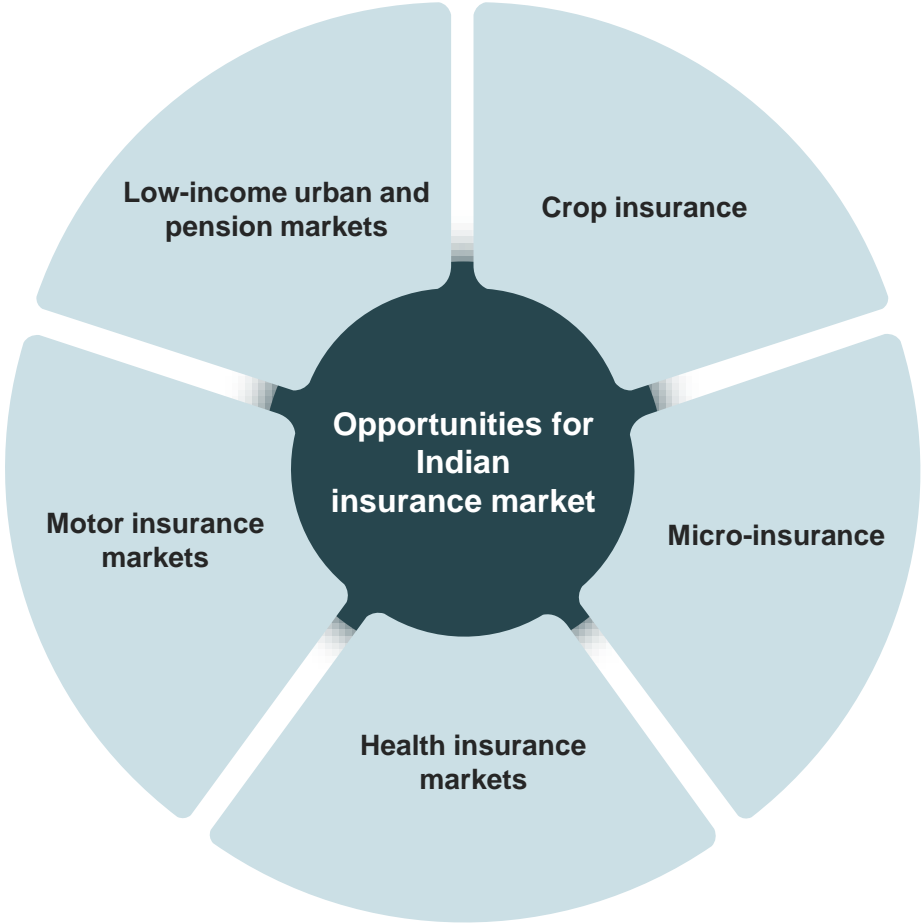 Low-income urban and
pension markets
Crop insurance
Opportunities for
Indian
insurance market
Motor insurance
markets
Micro-insurance
Health insurance
markets